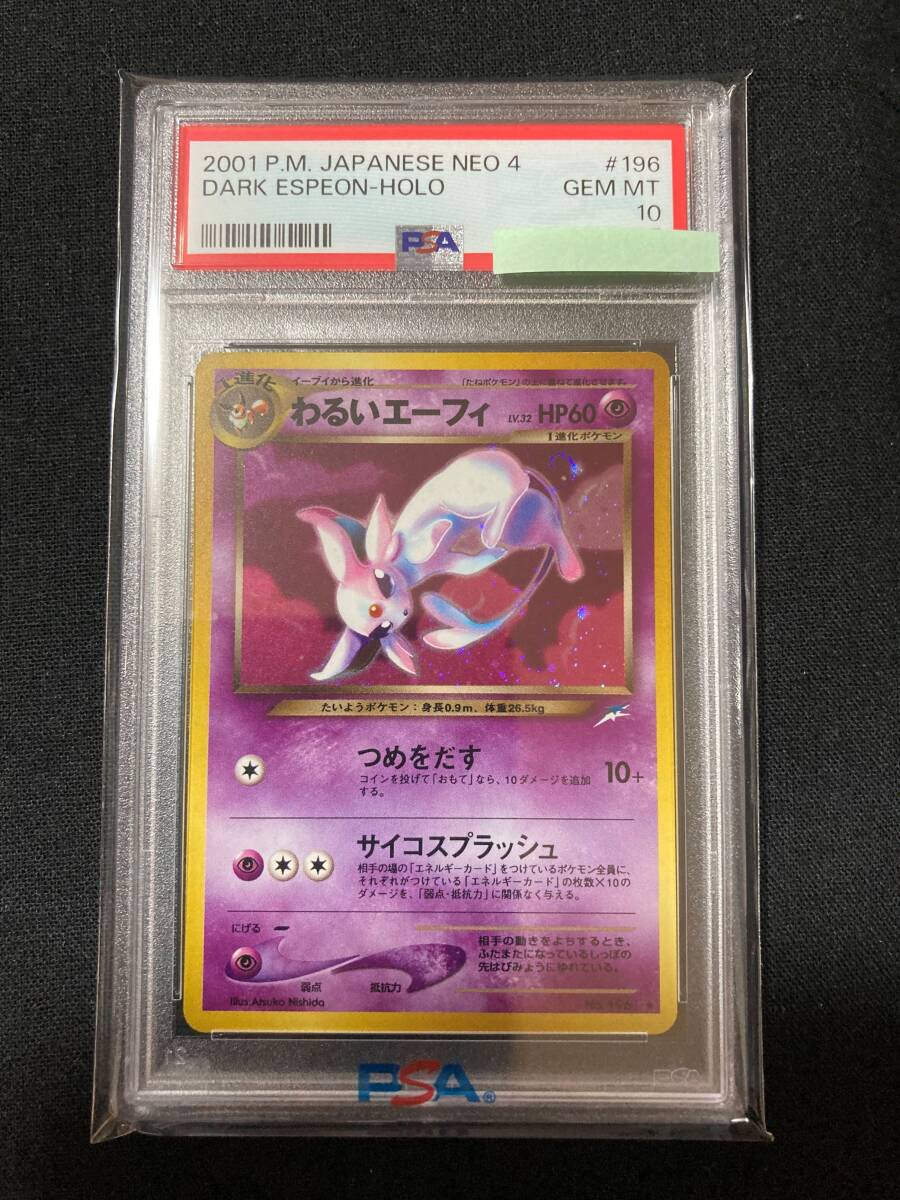 2001 P.M. JAPANESE NEO 4 #196
DARK ESPEON-HOLO GEM MT
10
PSA
I進化
イーブイから進化 「たねポケモン」の上に重ねて進化させます。
わるいエーフィ LV.32 HP60
I進化ポケモン
たいようポケモン：身長0.9m、体重26.5kg
つめをだす 10+
コインを投げて「おもて」なら、10ダメージを追加
する。
サイコスプラッシュ
相手の場の「エネルギーカード」をつけているポケモン全員に、
それぞれがつけている「エネルギーカード」の枚数×10の
ダメージを、「弱点・抵抗力」に関係なく与える。
にげる
弱点 抵抗力
相手の動きをよちするとき、
ふたまたになっているしっぽの
先はびみょうにゆれている。
Illus.Atsuko Nishida No.196
PSA®
PSA